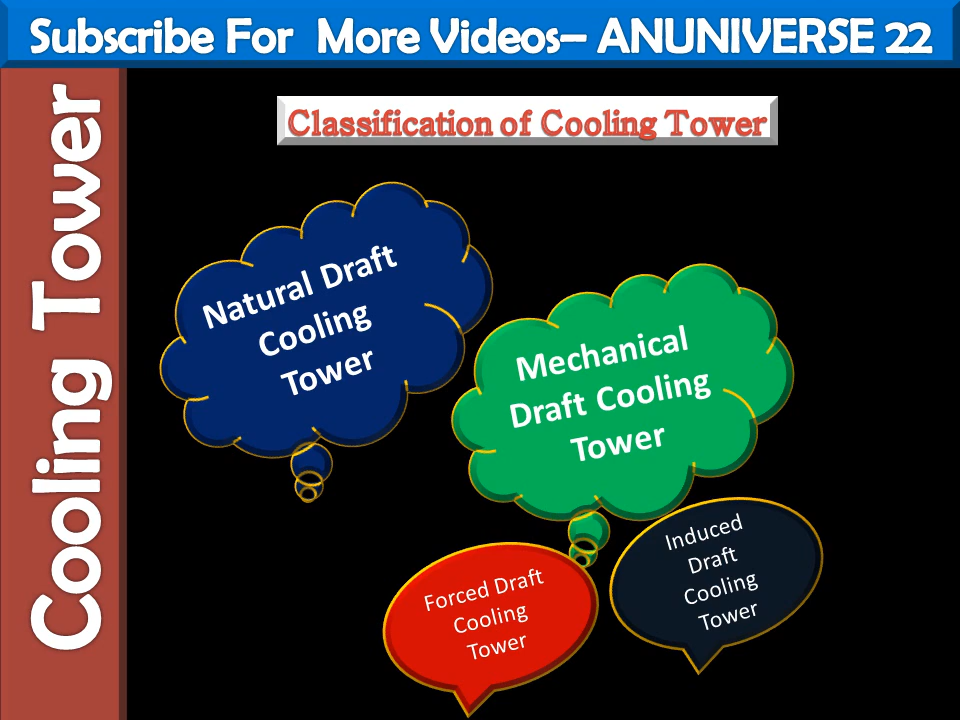 Subscribe For More Videos– ANUNIVERSE 22
Cooling Tower
Classification of Cooling Tower
Natural Draft
Cooling
Tower
Mechanical
Draft Cooling
Tower
Forced Draft
Cooling
Tower
Induced
Draft
Cooling
Tower